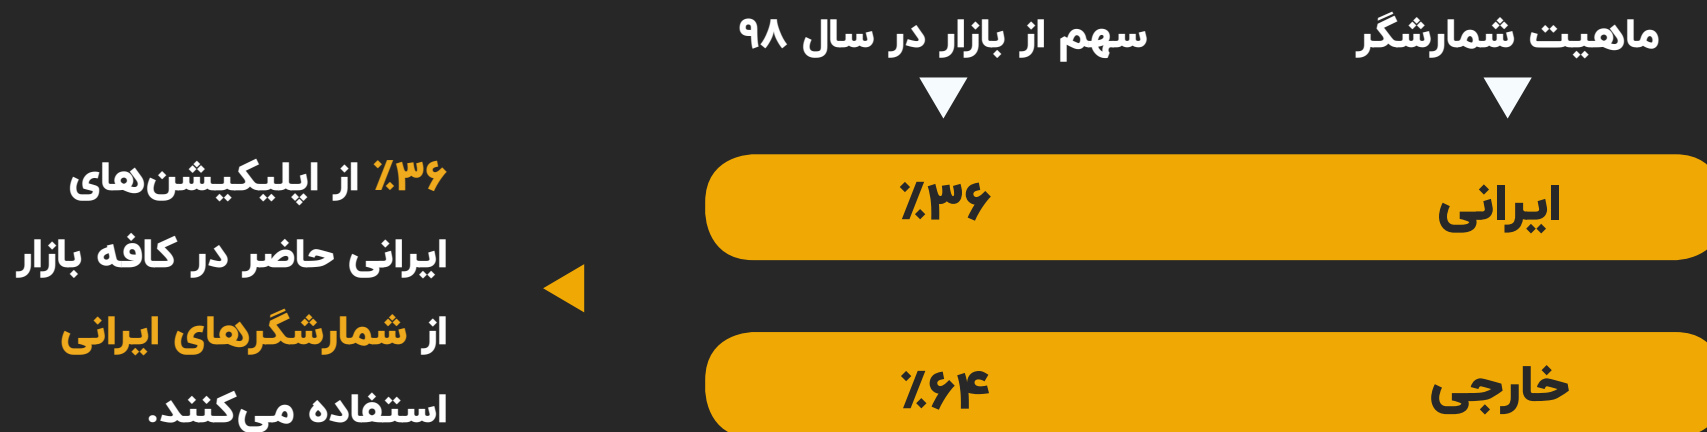 ماهیت شمارشگر
سهم از بازار در سال ۹۸
ایرانی
٪۳۶
خارجی
٪۶۴
٪۳۶ از اپلیکیشن‌های
ایرانی حاضر در کافه بازار
از شمارشگرهای ایرانی
استفاده می‌کنند.